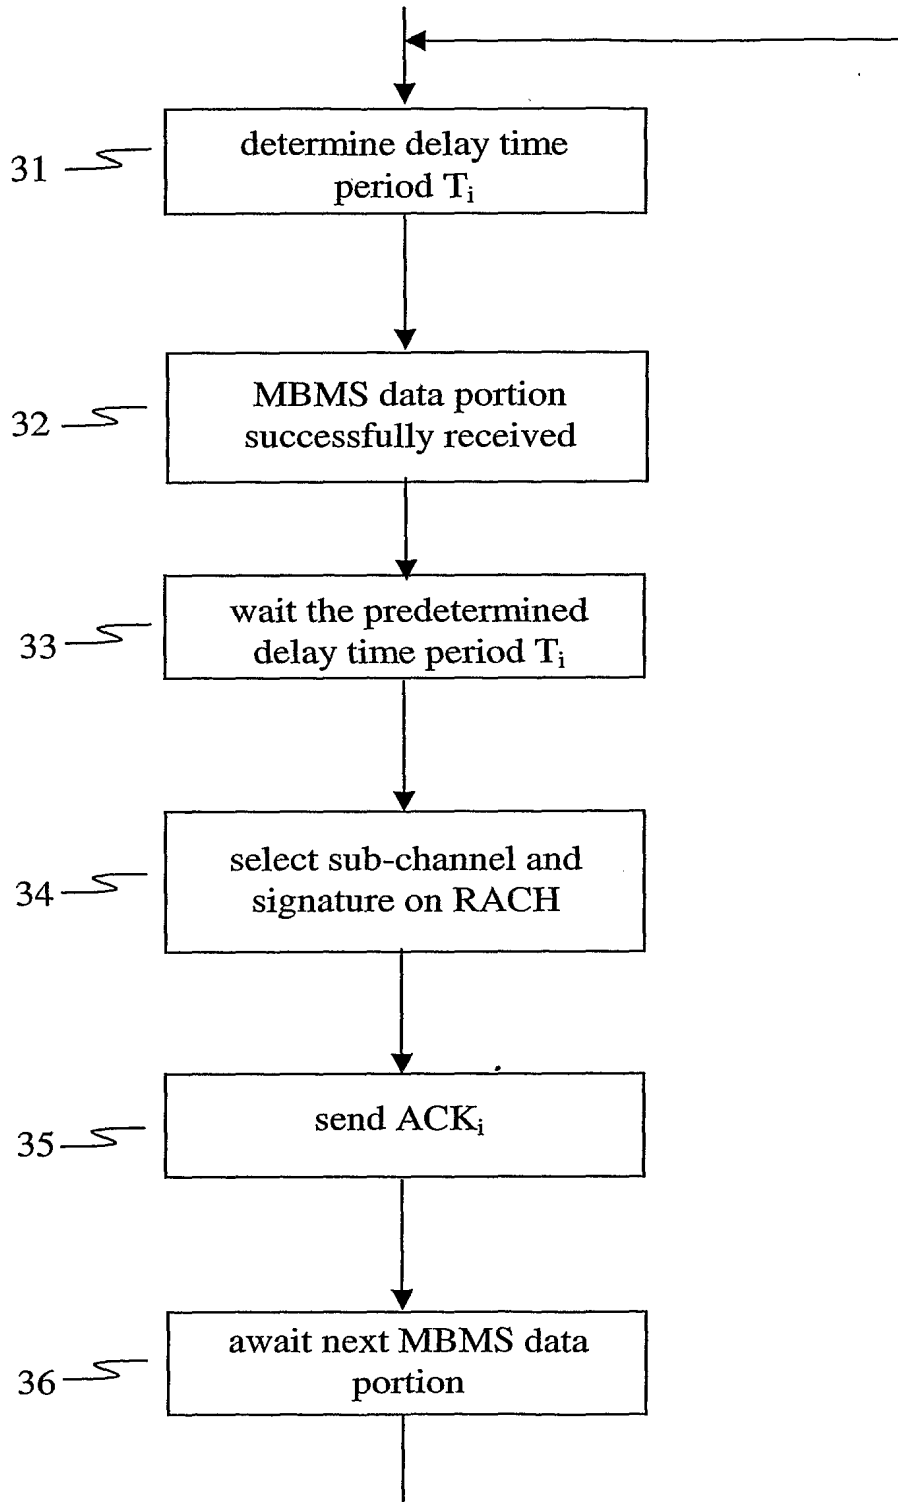 31
determine delay time
period Tᵢ
32
MBMS data portion
successfully received
33
wait the predetermined
delay time period Tᵢ
34
select sub-channel and
signature on RACH
35
send ACKᵢ
36
await next MBMS data
portion